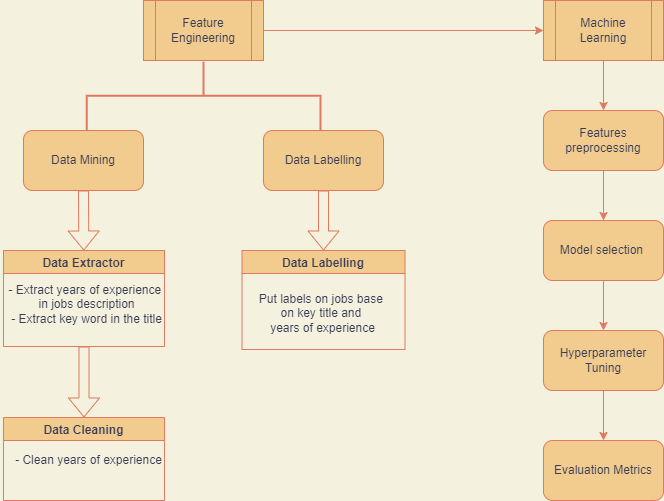 Feature
Engineering
Machine
Learning
Data Mining
Data Labelling
Features
preprocessing
Data Extractor
- Extract years of experience
in jobs description
- Extract key word in the title
Data Labelling
Put labels on jobs base
on key title and
years of experience
Model selection
Hyperparameter
Tuning
Data Cleaning
- Clean years of experience
Evaluation Metrics